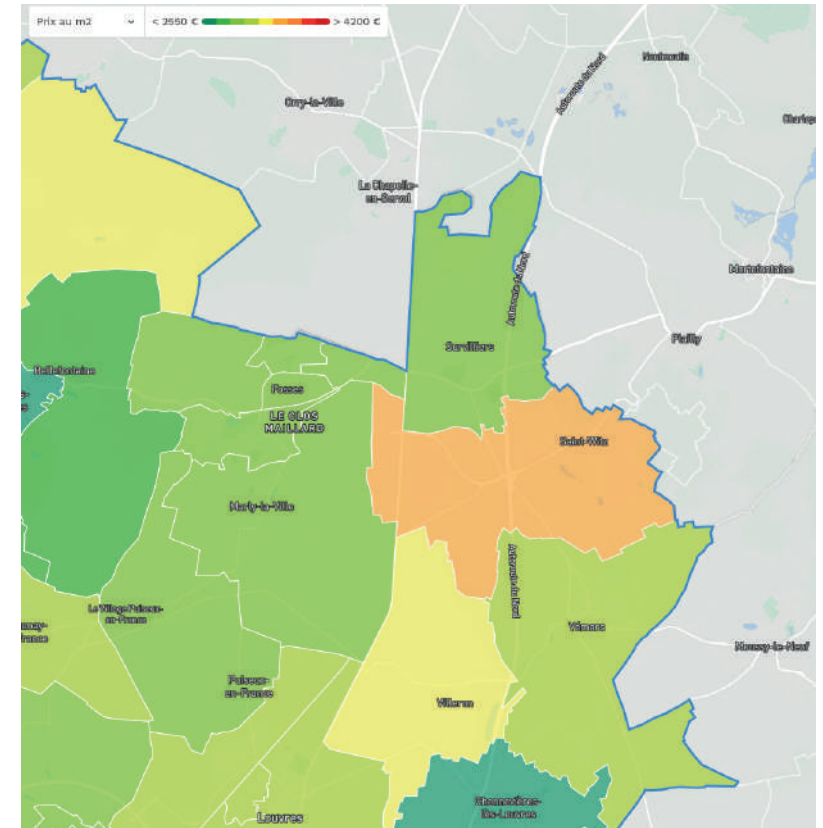 Prix au m2
< 2550 €
> 4200 €
Autoroute du Nord
Orry-la-Ville
La Chapelle-
en-Serval
Mortefontaine
Autoroute du Nord
Plailly
Survilliers
Bellefontaine
Fosses
LE CLOS
MAILLARD
Saint-Witz
Marly-la-Ville
Autoroute du Nord
Le Village Puiseux-
en-France
Vémars
Moussy-le-Neuf
Puiseux-
en-France
Villeron
Chennevières-
lès-Louvres
Louvres